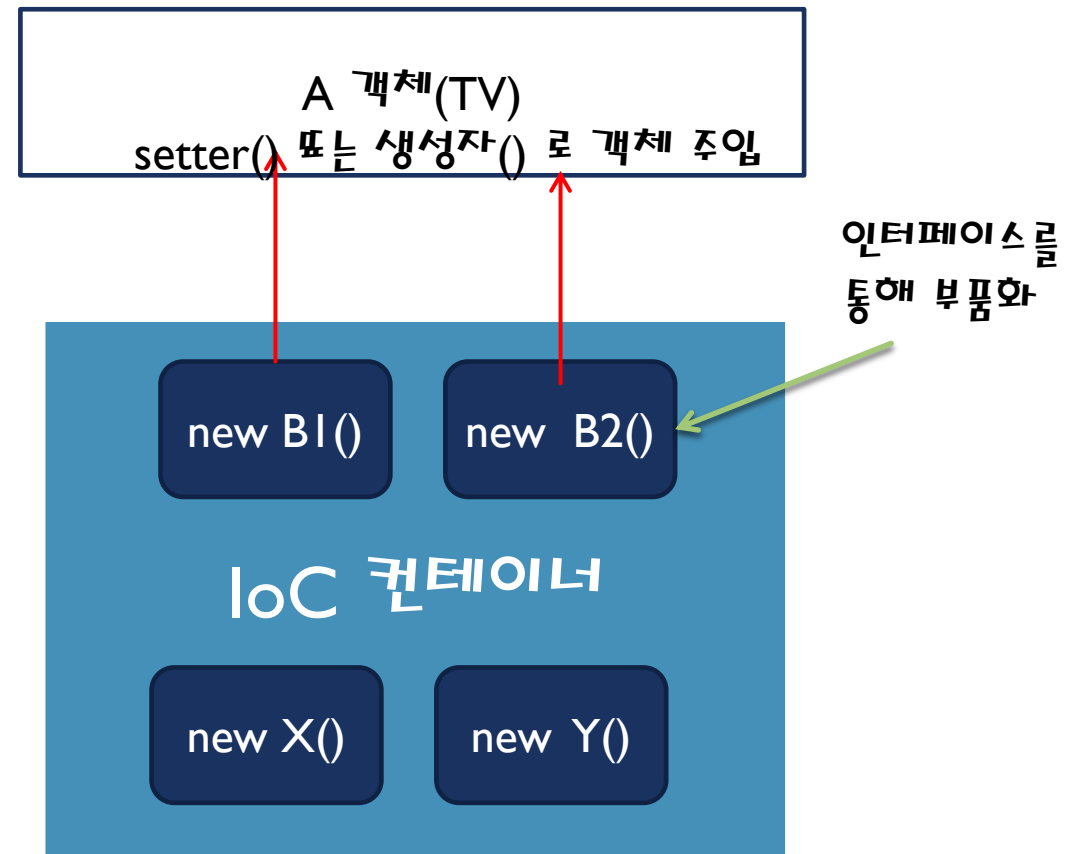 A 객체(TV)
setter() 또는 생성자() 로 객체 주입
인터페이스를
통해 부품화
new B1()
new B2()
IoC 컨테이너
new X()
new Y()